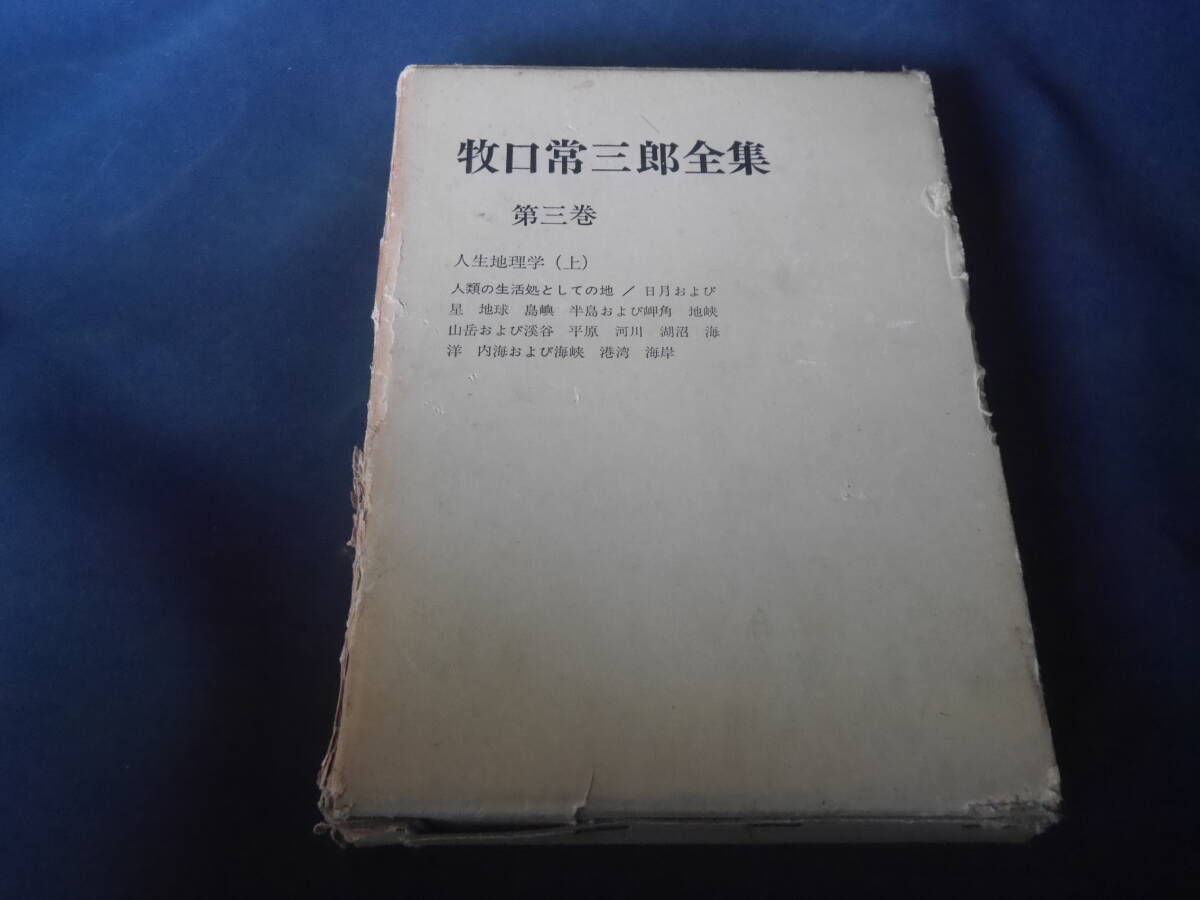 牧口常三郎全集
第三巻
人生地理学（上）
人類の生活処としての地 / 日月および
星 地球 島嶼 半島および岬角 地峡
山岳および渓谷 平原 河川 湖沼 海
洋 内海および海峡 港湾 海岸